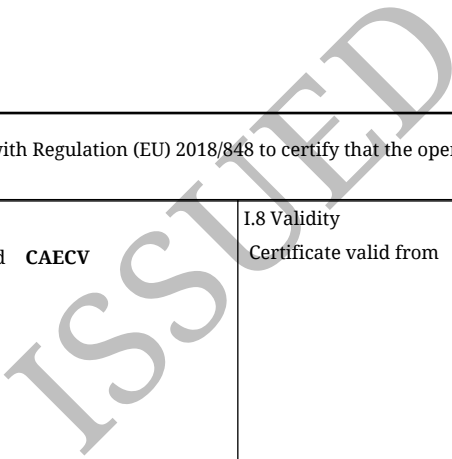 with Regulation (EU) 2018/848 to certify that the oper
I.8 Validity
d CAECV
Certificate valid from
ISSUED